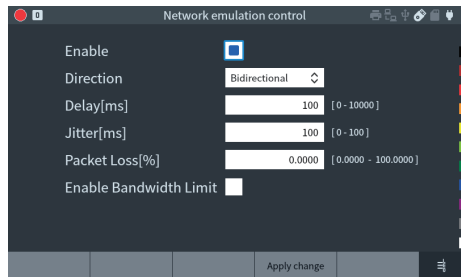 0 Network emulation control
Enable
Direction Bidirectional
Delay[ms] 100 [ 0 - 10000 ]
Jitter[ms] 100 [ 0 - 100 ]
Packet Loss[%] 0.0000 [ 0.0000 - 100.0000 ]
Enable Bandwidth Limit
Apply change